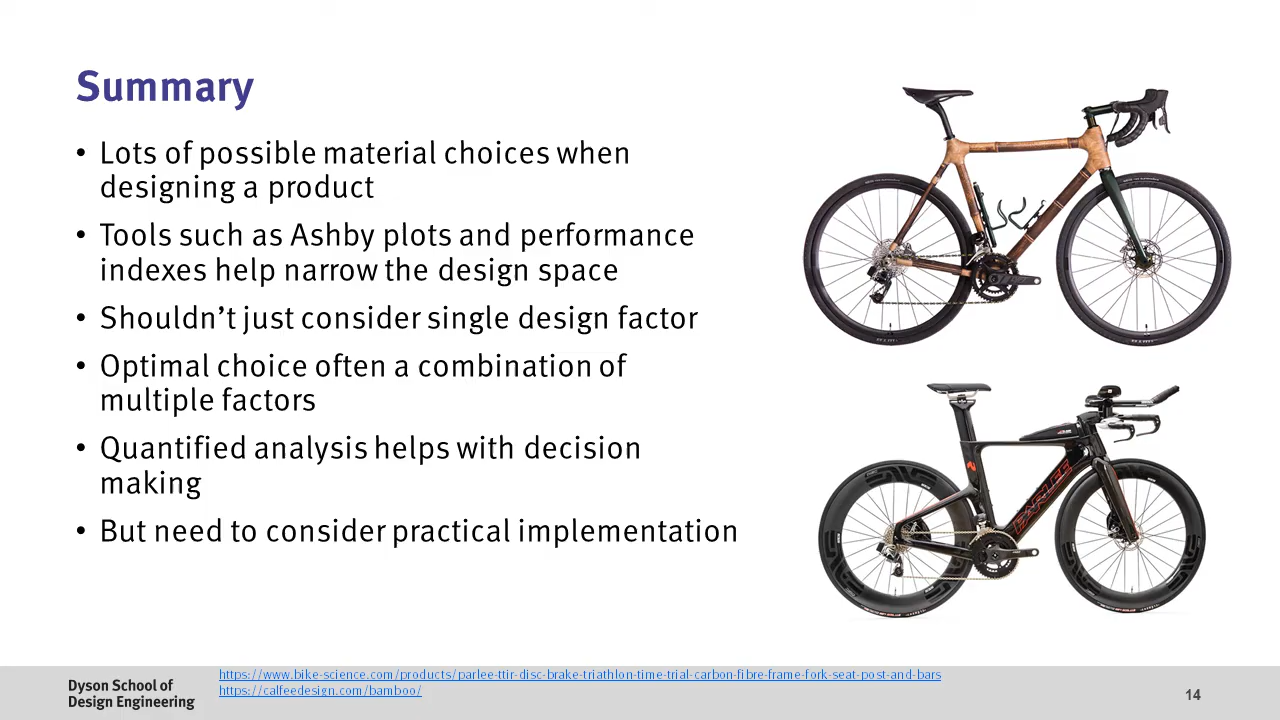 Summary
• Lots of possible material choices when
designing a product
• Tools such as Ashby plots and performance
indexes help narrow the design space
• Shouldn’t just consider single design factor
• Optimal choice often a combination of
multiple factors
• Quantified analysis helps with decision
making
• But need to consider practical implementation
PARLEE
Dyson School of
Design Engineering
https://www.bike-science.com/products/parlee-ttir-disc-brake-triathlon-time-trial-carbon-fibre-frame-fork-seat-post-and-bars
https://calfeedesign.com/bamboo/
14